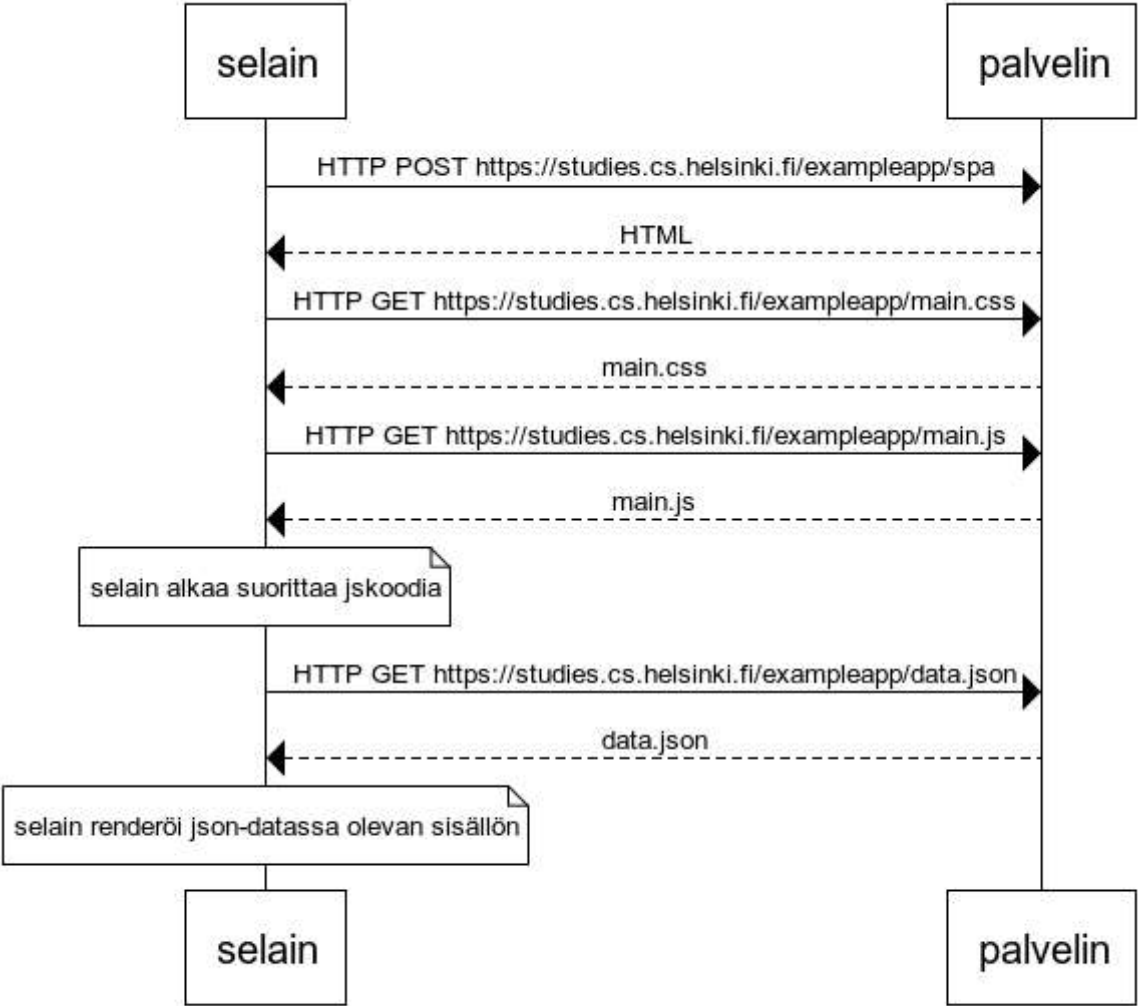 selain
palvelin
HTTP POST https://studies.cs.helsinki.fi/exampleapp/spa
HTML
HTTP GET https://studies.cs.helsinki.fi/exampleapp/main.css
main.css
HTTP GET https://studies.cs.helsinki.fi/exampleapp/main.js
main.js
selain alkaa suorittaa jskoodia
HTTP GET https://studies.cs.helsinki.fi/exampleapp/data.json
data.json
selain renderöi json-datassa olevan sisällön
selain
palvelin